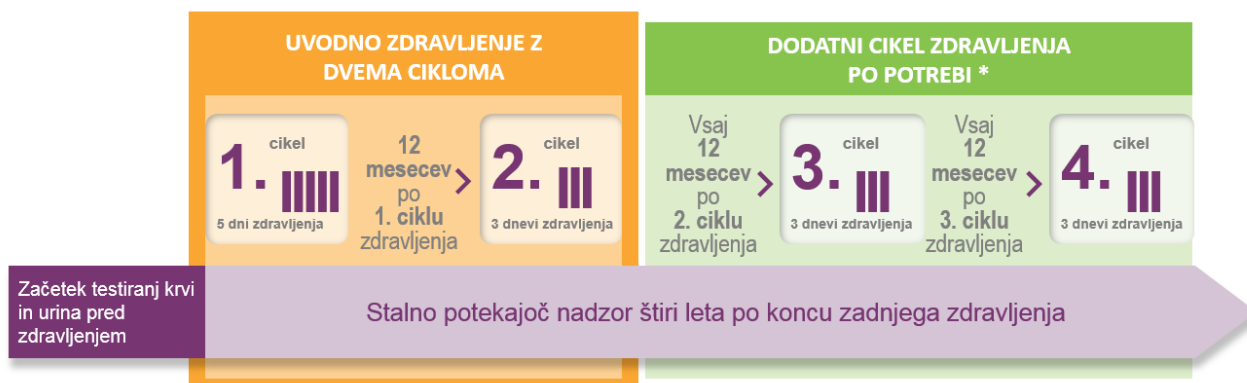 UVODNO ZDRAVLJENJE Z
DVEMA CIKLOMA
1. cikel
5 dni zdravljenja
12
mesecev
po
1. ciklu
zdravljenja
2. cikel
3 dnevi zdravljenja
DODATNI CIKEL ZDRAVLJENJA
PO POTREBI *
Vsaj
12
mesecev
po
2. ciklu
zdravljenja
3. cikel
3 dnevi zdravljenja
Vsaj
12
mesecev
po
3. ciklu
zdravljenja
4. cikel
3 dnevi zdravljenja
Začetek testiranj krvi
in urina pred
zdravljenjem
Stalno potekajoč nadzor štiri leta po koncu zadnjega zdravljenja